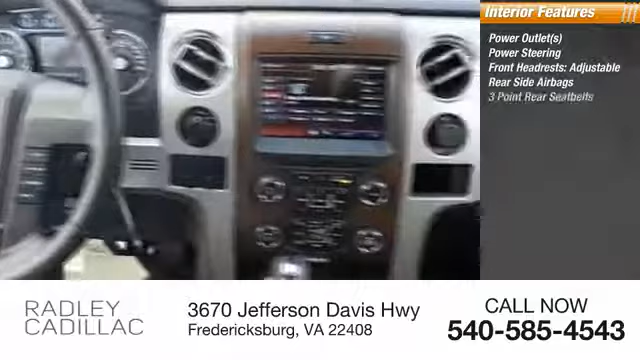 Interior Features
Power Outlet(s)
Power Steering
Front Headrests: Adjustable
Rear Side Airbags
3 Point Rear Seatbelts
RADLEY
CADILLAC
3670 Jefferson Davis Hwy
Fredericksburg, VA 22408
CALL NOW
540-585-4543